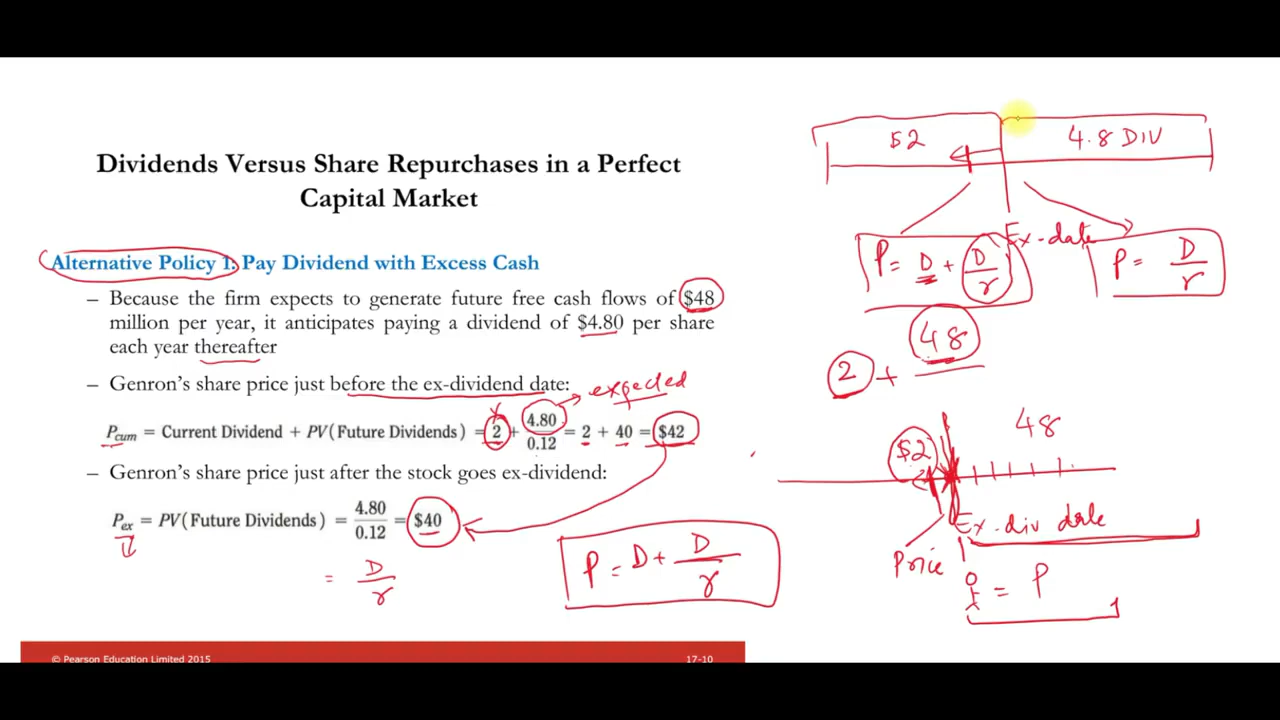 Dividends Versus Share Repurchases in a Perfect
Capital Market
Alternative Policy 1. Pay Dividend with Excess Cash
– Because the firm expects to generate future free cash flows of $48
million per year, it anticipates paying a dividend of $4.80 per share
each year thereafter
– Genron's share price just before the ex-dividend date:
expected
P_cum = Current Dividend + PV(Future Dividends) = 2 + 4.80/0.12 = 2 + 40 = $42
– Genron's share price just after the stock goes ex-dividend:
P_ex = PV(Future Dividends) = 4.80/0.12 = $40
= D/r
P = D + D/r
© Pearson Education Limited 2015
17-10
$2
4.8 DIV
Ex-date
P = D + D/r
P = D/r
2 + 48
48
$2
Ex-div date
Price
= P